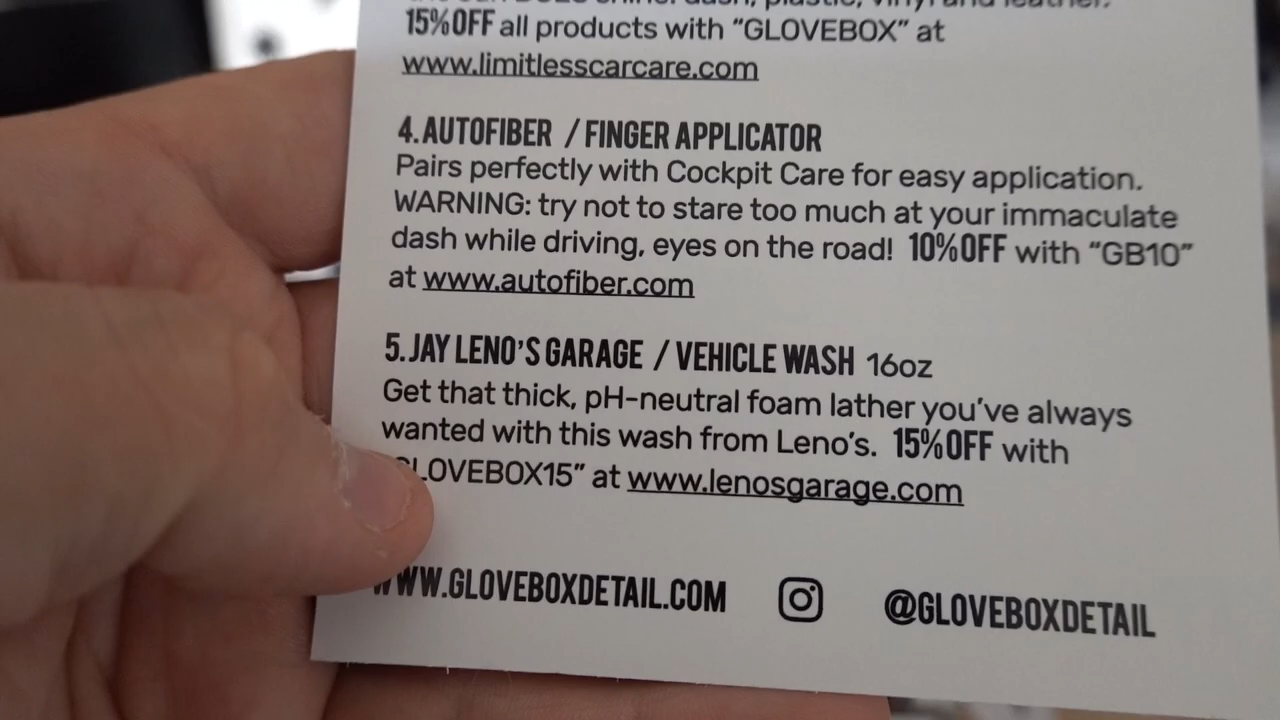 15%OFF all products with "GLOVEBOX" at
www.limitlesscarcare.com
4.AUTOFIBER / FINGER APPLICATOR
Pairs perfectly with Cockpit Care for easy application.
WARNING: try not to stare too much at your immaculate
dash while driving, eyes on the road! 10%OFF with "GB10"
at www.autofiber.com
5.JAY LENO'S GARAGE / VEHICLE WASH 16oz
Get that thick, pH-neutral foam lather you've always
wanted with this wash from Leno's. 15%OFF with
GLOVEBOX15" at www.lenosgarage.com
WWW.GLOVEBOXDETAIL.COM @GLOVEBOXDETAIL